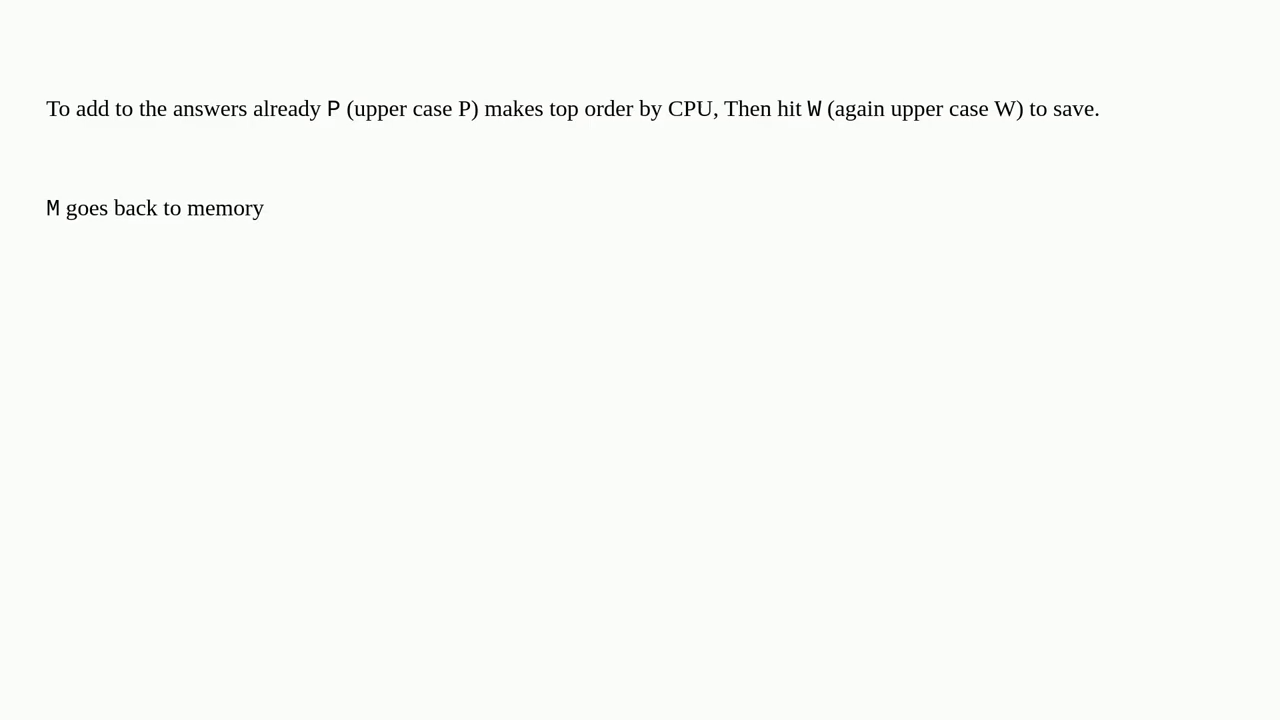 To add to the answers already P (upper case P) makes top order by CPU, Then hit W (again upper case W) to save.
M goes back to memory